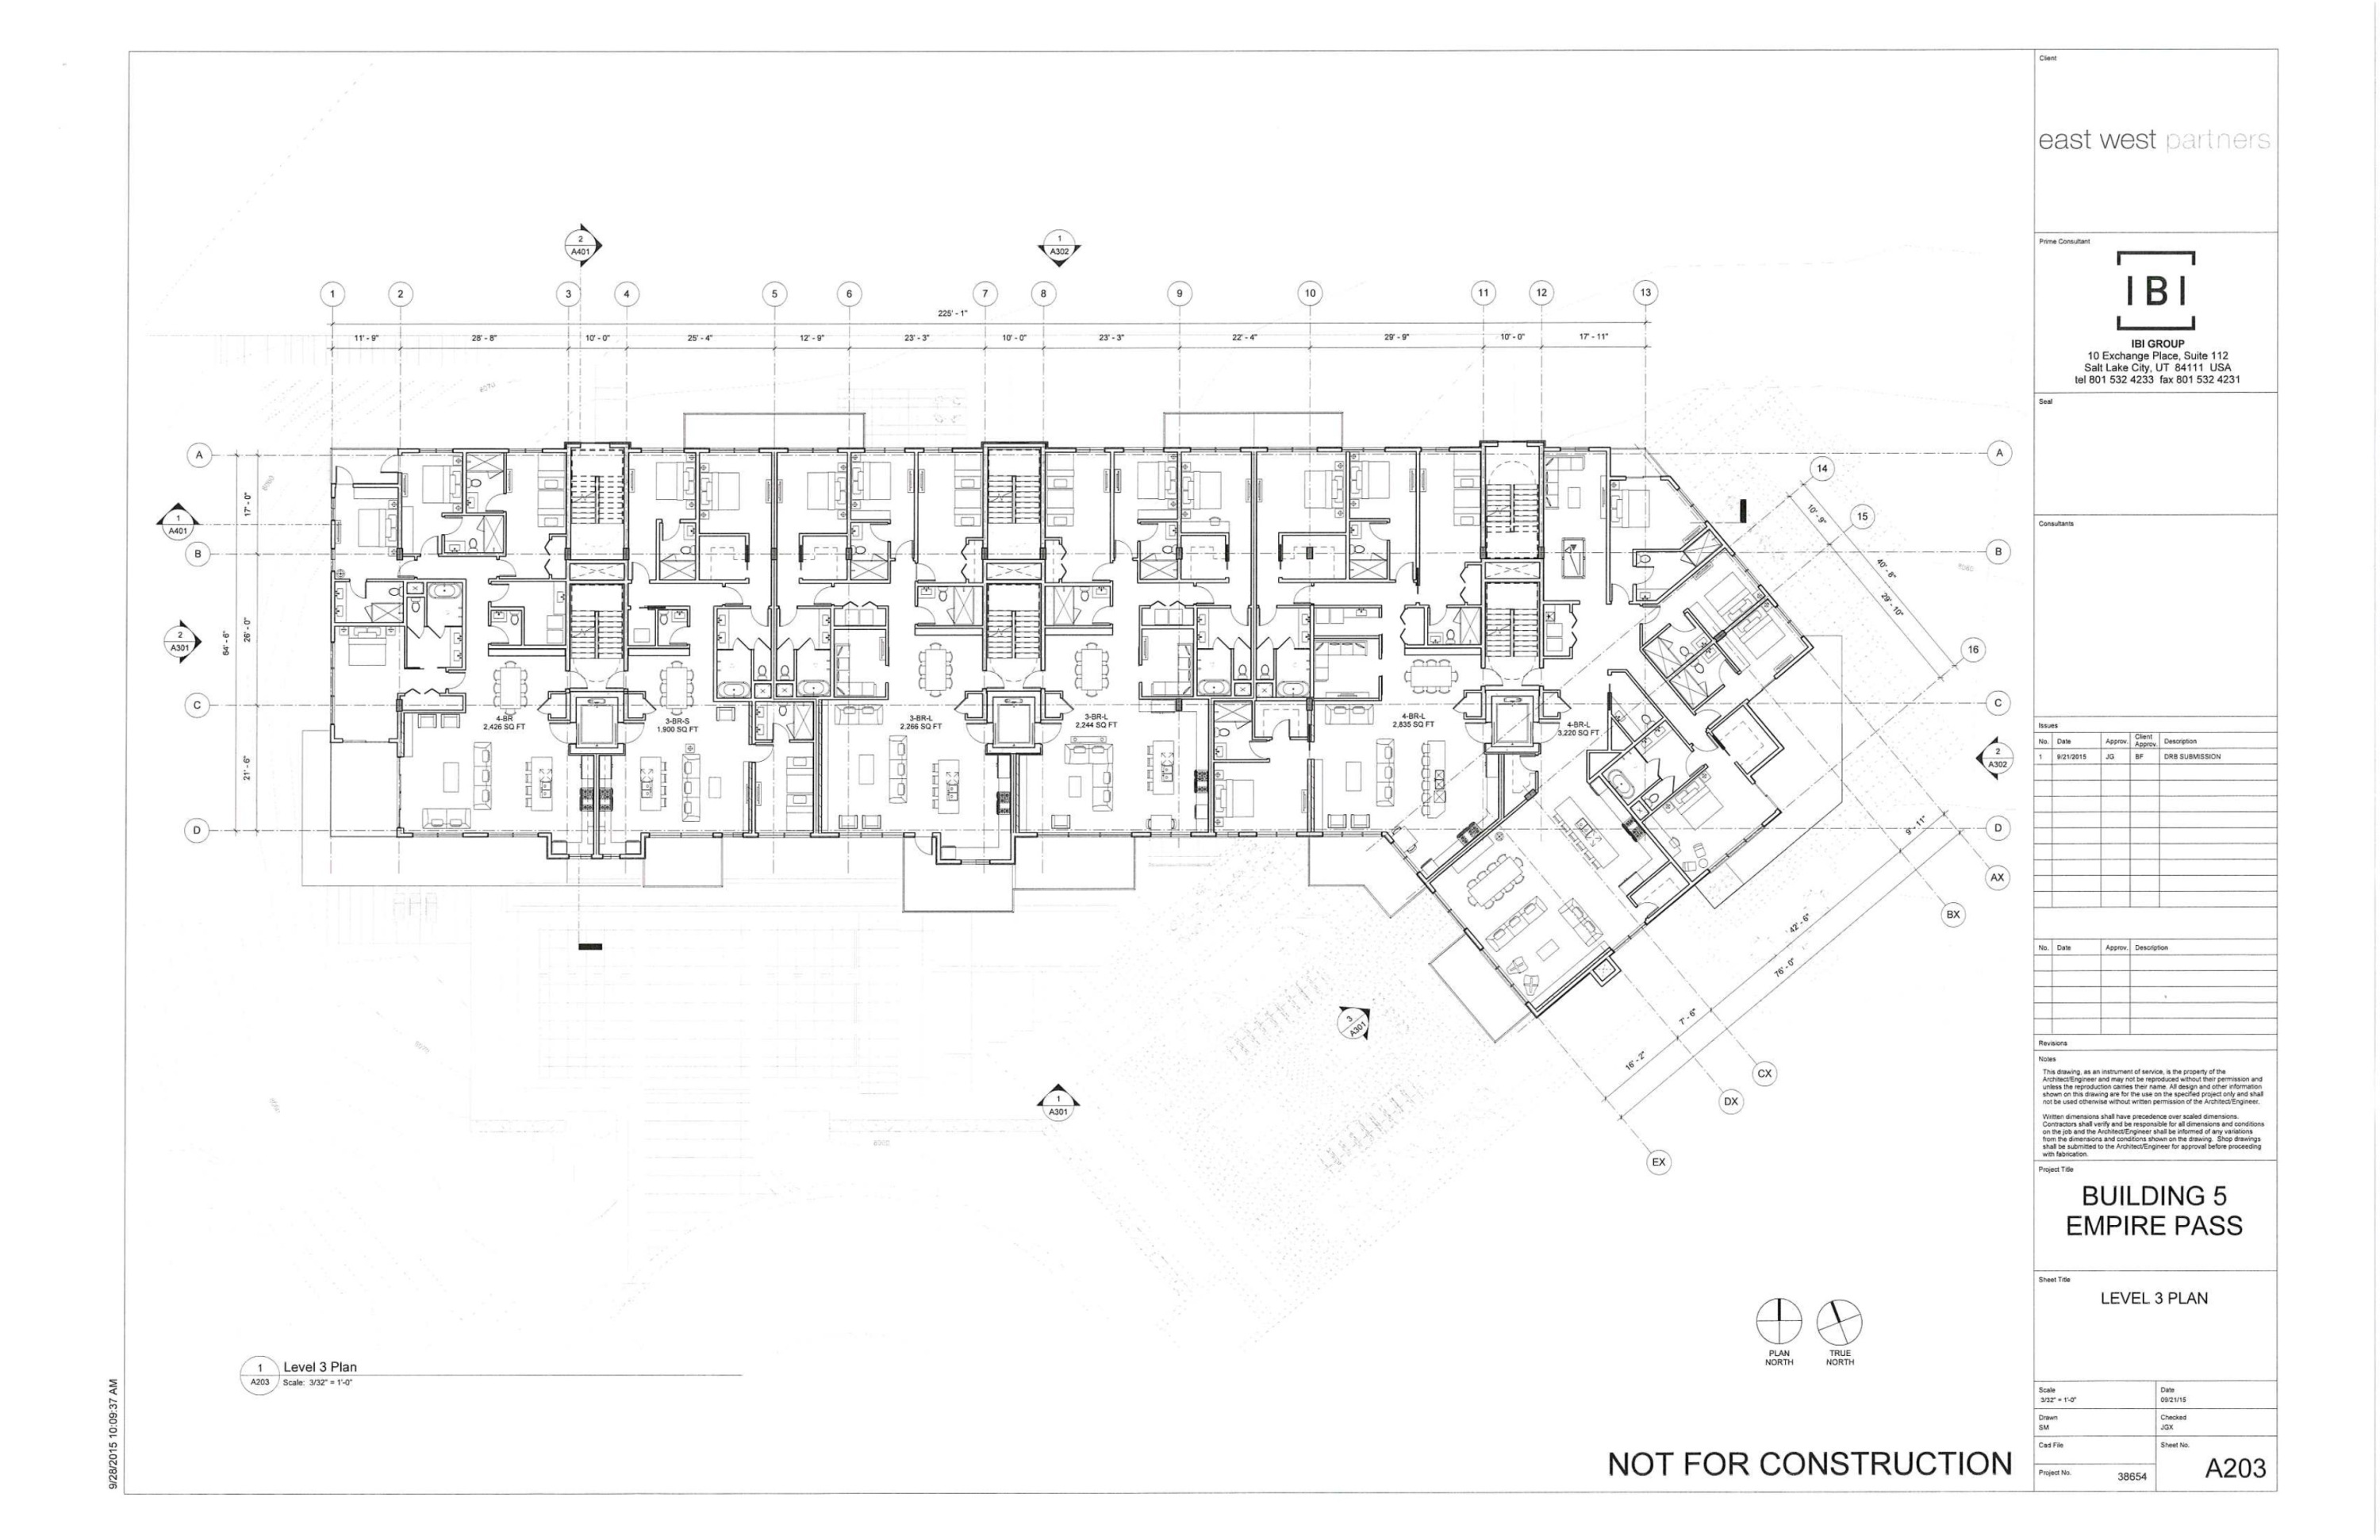 Client
east west partners
Prime Consultant
IBI
IBI GROUP
10 Exchange Place, Suite 112
Salt Lake City, UT 84111 USA
tel 801 532 4233 fax 801 532 4231
Seal
Consultants
Issues
No. Date Approv. Client Approv. Description
1 9/21/2015 JG BF DRB SUBMISSION
No. Date Approv. Description
Revisions
Notes
This drawing, as an instrument of service, is the property of the
Architect/Engineer and may not be reproduced without their permission and
unless the reproduction carries their name. All design and other information
shown on this drawing are for the use on the specified project only and shall
not be used otherwise without written permission of the Architect/Engineer.
Written dimensions shall have precedence over scaled dimensions.
Contractors shall verify and be responsible for all dimensions and conditions
on the job and the Architect/Engineer shall be informed of any variations
from the dimensions and conditions shown on the drawing. Shop drawings
shall be submitted to the Architect/Engineer for approval before proceeding
with fabrication.
Project Title
BUILDING 5
EMPIRE PASS
Sheet Title
LEVEL 3 PLAN
Scale
3/32" = 1'-0"
Date
09/21/15
Drawn
SM
Checked
JGX
Cad File
Sheet No.
Project No.
38654
A203
2
A401
1
A302
1 2 3 4 5 6 7 8 9 10 11 12 13
225' - 1"
11' - 9" 28' - 8" 10' - 0" 25' - 4" 12' - 9" 23' - 3" 10' - 0" 23' - 3" 22' - 4" 29' - 9" 10' - 0" 17' - 11"
8070
A
A
14
15
16
17' - 0"
10' - 9"
1
A401
B
B
40' - 8"
29' - 10"
2
A301
64' - 6"
26' - 0"
C
C
4-BR
2,426 SQ FT
3-BR-S
1,900 SQ FT
3-BR-L
2,266 SQ FT
3-BR-L
2,244 SQ FT
4-BR-L
2,835 SQ FT
4-BR-L
3,220 SQ FT
2
A302
21' - 6"
D
D
9' - 11"
AX
BX
42' - 6"
76' - 0"
7' - 6"
16' - 2"
CX
DX
EX
3
A301
1
A301
PLAN
NORTH
TRUE
NORTH
1
A203
Level 3 Plan
Scale: 3/32" = 1'-0"
NOT FOR CONSTRUCTION
9/28/2015 10:09:37 AM